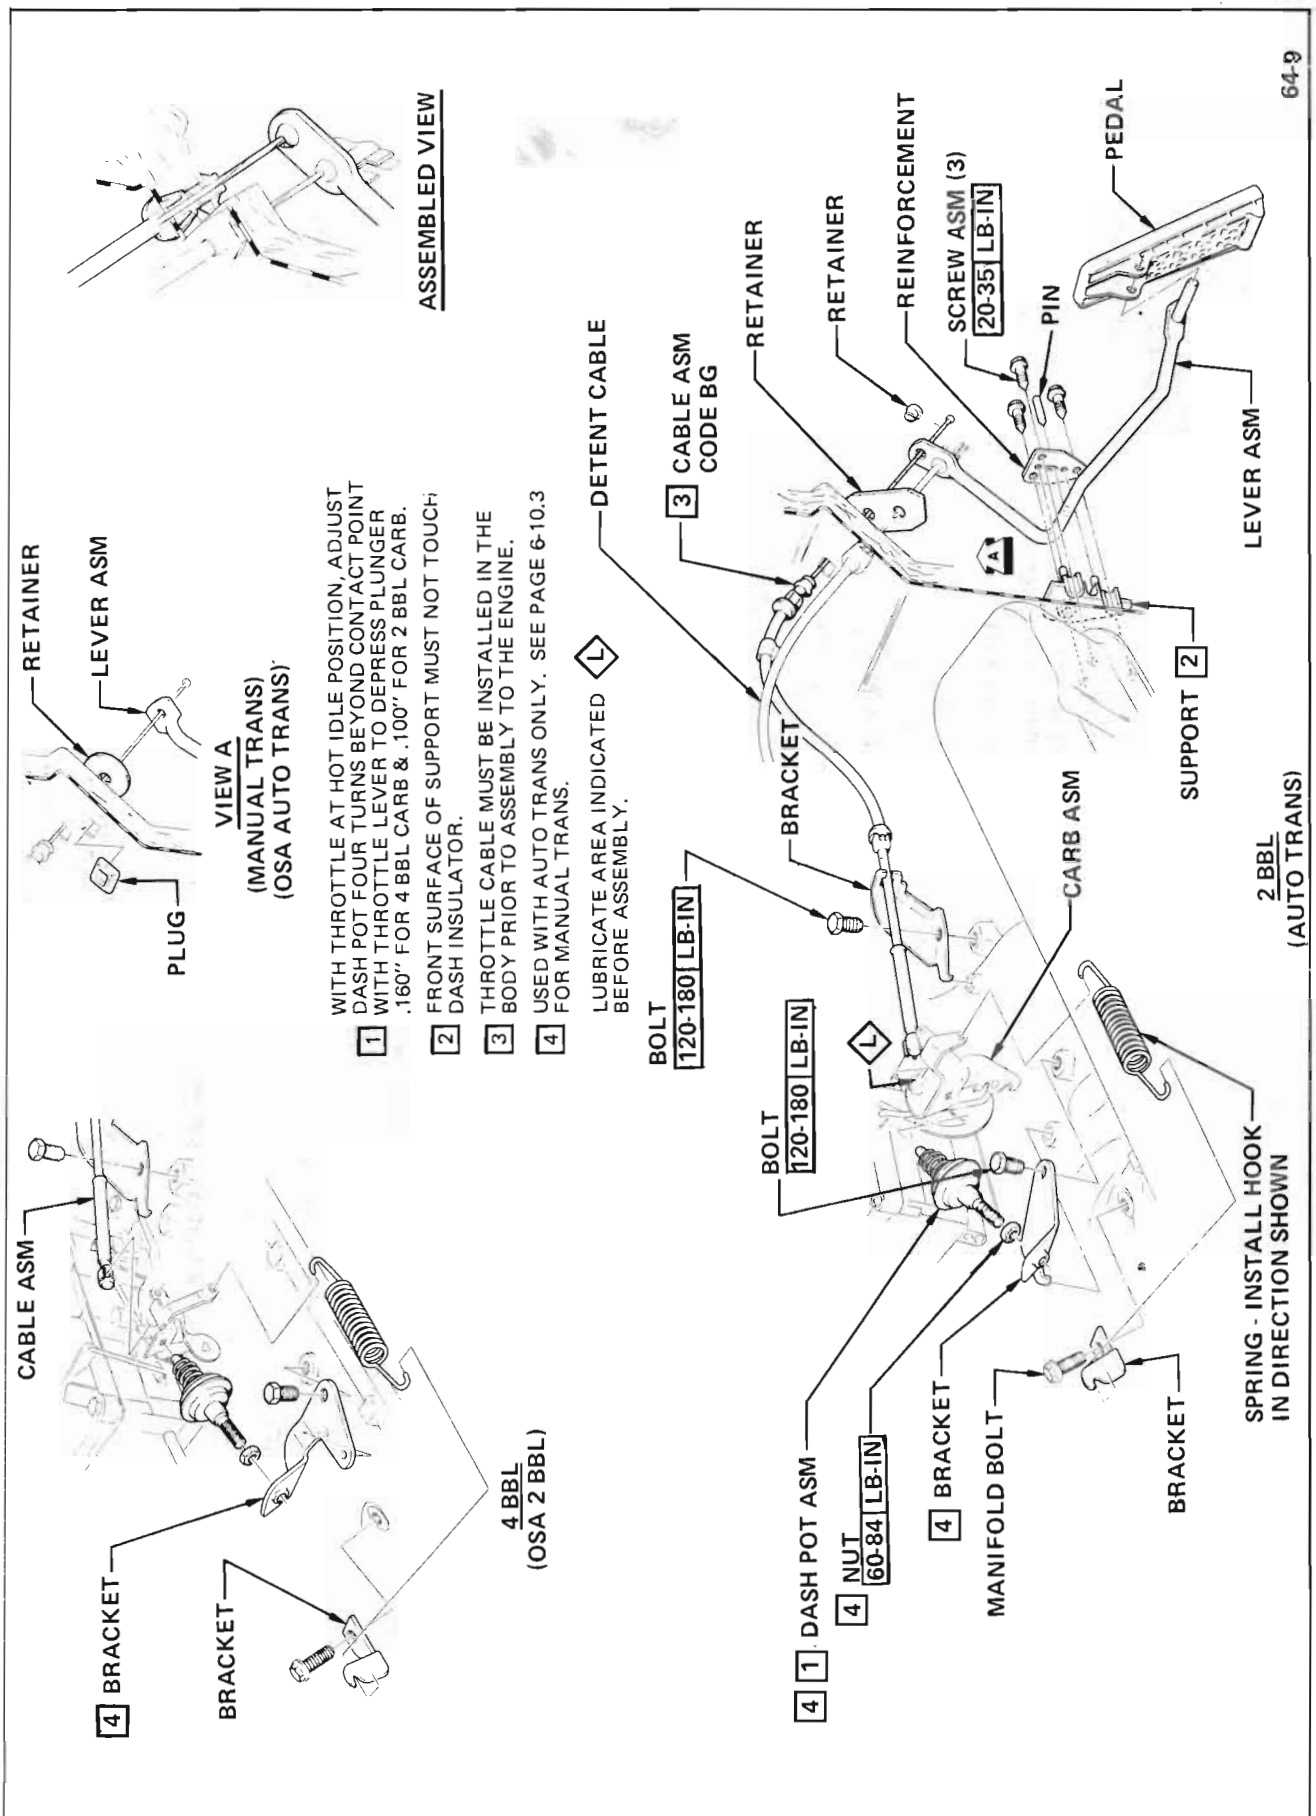 CABLE ASM
4 BRACKET
BRACKET
4 BBL
(OSA 2 BBL)
RETAINER
LEVER ASM
PLUG
VIEW A
(MANUAL TRANS)
(OSA AUTO TRANS)
ASSEMBLED VIEW
1 WITH THROTTLE AT HOT IDLE POSITION, ADJUST
DASH POT FOUR TURNS BEYOND CONTACT POINT
WITH THROTTLE LEVER TO DEPRESS PLUNGER
.160" FOR 4 BBL CARB & .100" FOR 2 BBL CARB.
2 FRONT SURFACE OF SUPPORT MUST NOT TOUCH
DASH INSULATOR.
3 THROTTLE CABLE MUST BE INSTALLED IN THE
BODY PRIOR TO ASSEMBLY TO THE ENGINE.
4 USED WITH AUTO TRANS ONLY. SEE PAGE 6-10.3
FOR MANUAL TRANS.
LUBRICATE AREA INDICATED L
BEFORE ASSEMBLY.
DETENT CABLE
3 CABLE ASM
CODE BG
RETAINER
RETAINER
REINFORCEMENT
SCREW ASM (3)
20-35 LB-IN
PIN
PEDAL
LEVER ASM
A
SUPPORT 2
BRACKET
BOLT
120-180 LB-IN
BOLT
120-180 LB-IN
L
CARB ASM
4 1 DASH POT ASM
4 NUT
60-84 LB-IN
4 BRACKET
MANIFOLD BOLT
BRACKET
SPRING - INSTALL HOOK
IN DIRECTION SHOWN
2 BBL
(AUTO TRANS)
64-9